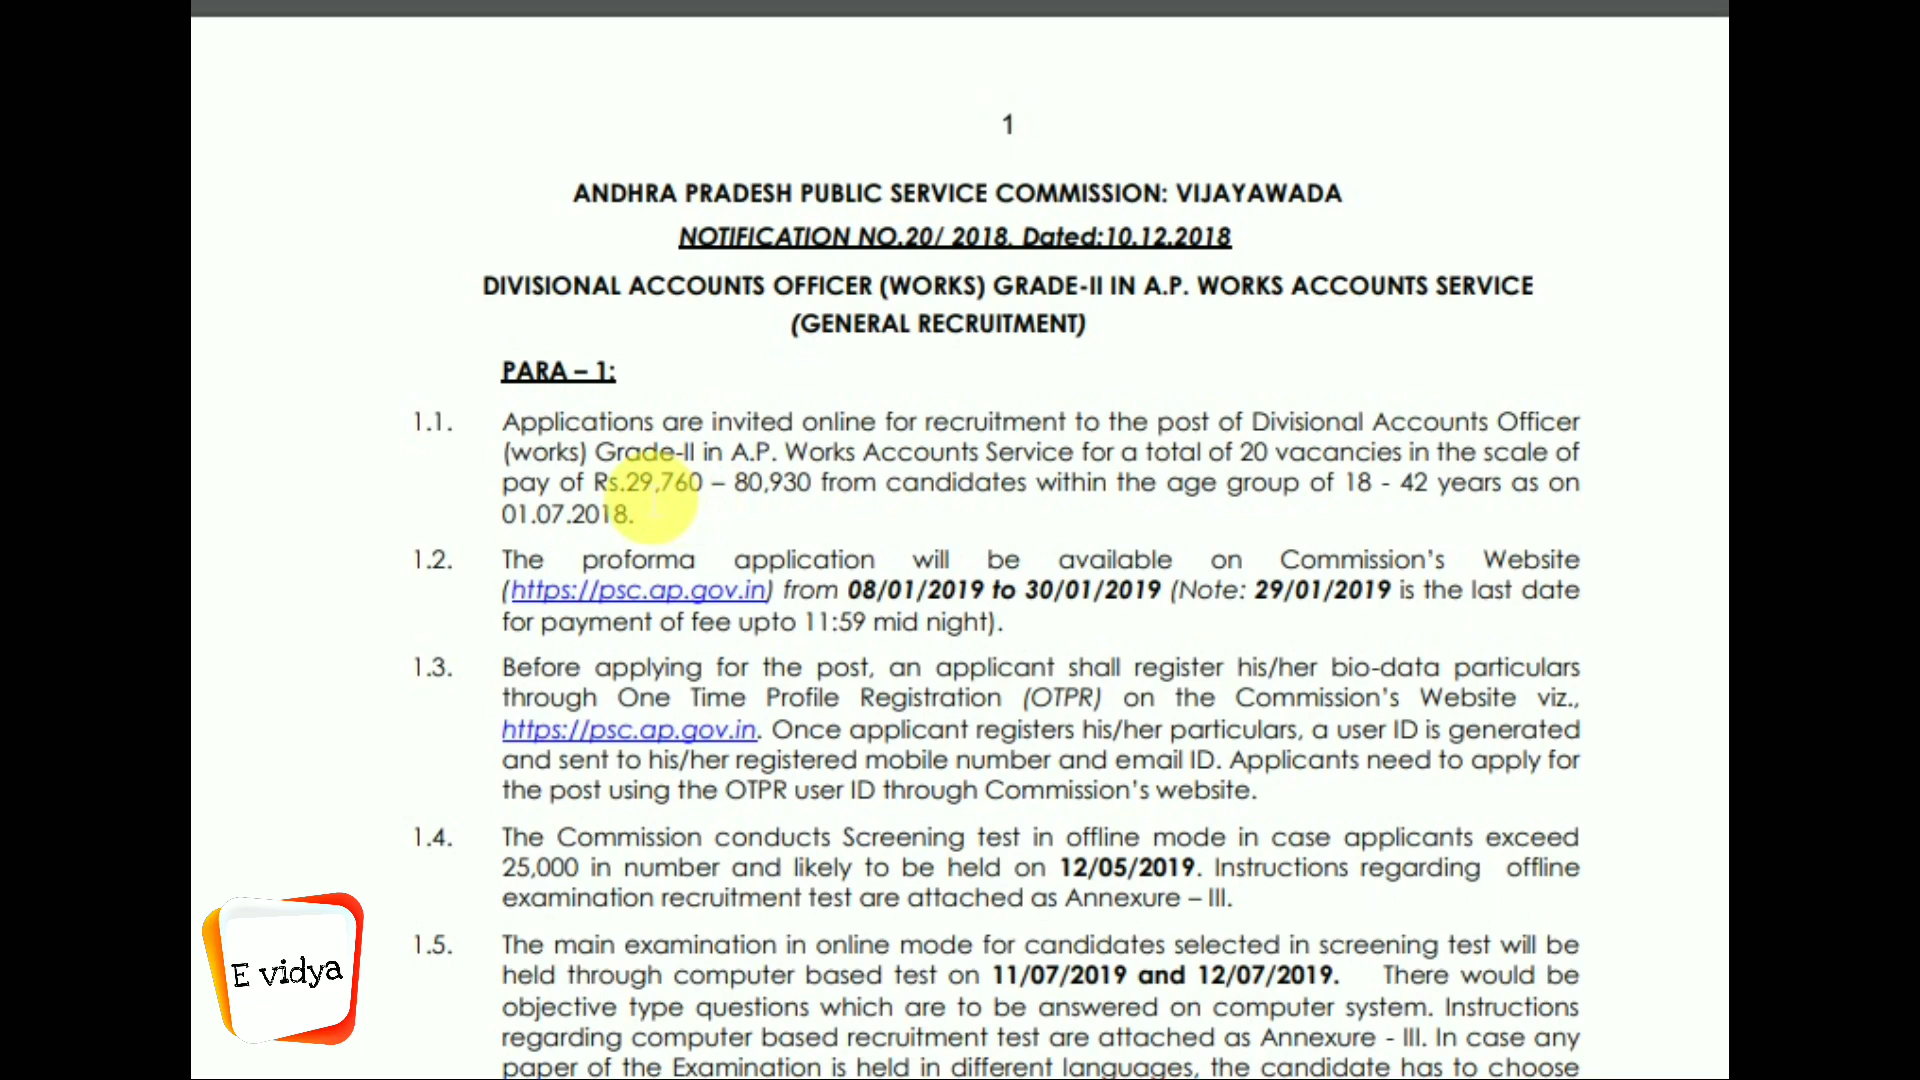 1
ANDHRA PRADESH PUBLIC SERVICE COMMISSION: VIJAYAWADA
NOTIFICATION NO.20/ 2018, Dated:10.12.2018
DIVISIONAL ACCOUNTS OFFICER (WORKS) GRADE-II IN A.P. WORKS ACCOUNTS SERVICE
(GENERAL RECRUITMENT)
PARA – 1:
1.1. Applications are invited online for recruitment to the post of Divisional Accounts Officer
(works) Grade-II in A.P. Works Accounts Service for a total of 20 vacancies in the scale of
pay of Rs.29,760 – 80,930 from candidates within the age group of 18 - 42 years as on
01.07.2018.
1.2. The proforma application will be available on Commission's Website
(https://psc.ap.gov.in) from 08/01/2019 to 30/01/2019 (Note: 29/01/2019 is the last date
for payment of fee upto 11:59 mid night).
1.3. Before applying for the post, an applicant shall register his/her bio-data particulars
through One Time Profile Registration (OTPR) on the Commission's Website viz.,
https://psc.ap.gov.in. Once applicant registers his/her particulars, a user ID is generated
and sent to his/her registered mobile number and email ID. Applicants need to apply for
the post using the OTPR user ID through Commission's website.
1.4. The Commission conducts Screening test in offline mode in case applicants exceed
25,000 in number and likely to be held on 12/05/2019. Instructions regarding offline
examination recruitment test are attached as Annexure – III.
1.5. The main examination in online mode for candidates selected in screening test will be
held through computer based test on 11/07/2019 and 12/07/2019. There would be
objective type questions which are to be answered on computer system. Instructions
regarding computer based recruitment test are attached as Annexure - III. In case any
paper of the Examination is held in different languages, the candidate has to choose
E vidya